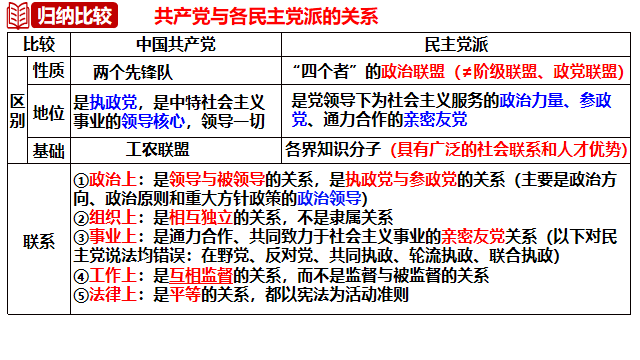 归纳比较
共产党与各民主党派的关系
比较
中国共产党
民主党派
区别
性质
两个先锋队
“四个者”的政治联盟（≠阶级联盟、政党联盟）
地位
是执政党，是中特社会主义
事业的领导核心，领导一切
是党领导下为社会主义服务的政治力量、参政
党、通力合作的亲密友党
基础
工农联盟
各界知识分子（具有广泛的社会联系和人才优势）
联系
①政治上：是领导与被领导的关系，是执政党与参政党的关系（主要是政治方
向、政治原则和重大方针政策的政治领导）
②组织上：是相互独立的关系，不是隶属关系
③事业上：是通力合作、共同致力于社会主义事业的亲密友党关系（以下对民
主党说法均错误：在野党、反对党、共同执政、轮流执政、联合执政）
④工作上：是互相监督的关系，而不是监督与被监督的关系
⑤法律上：是平等的关系，都以宪法为活动准则